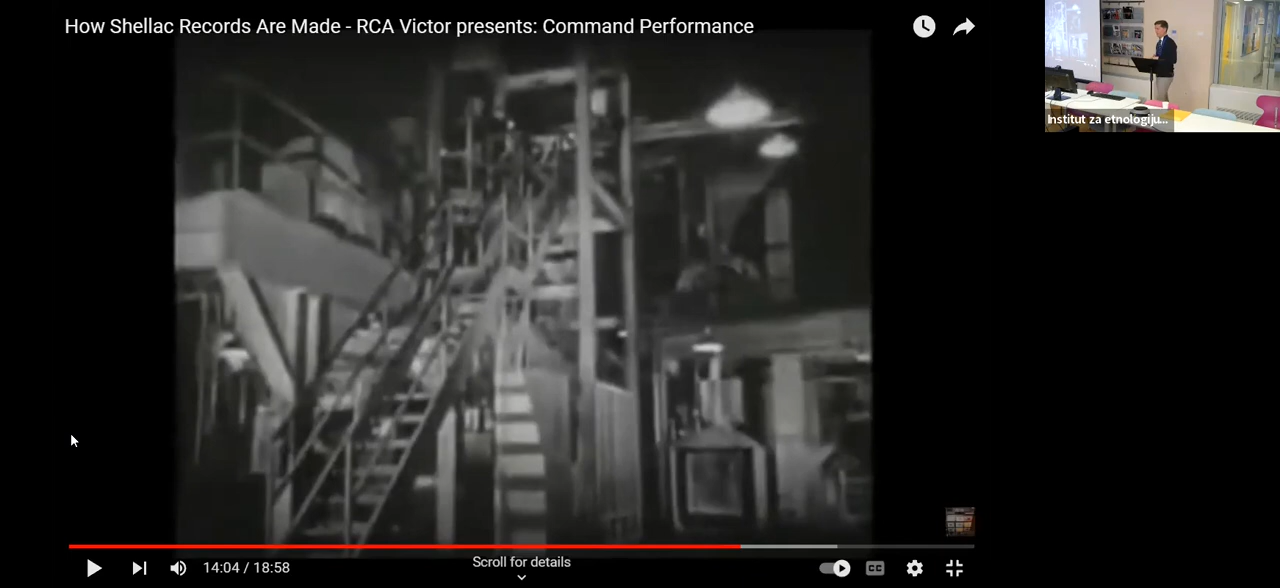 How Shellac Records Are Made - RCA Victor presents: Command Performance
Institut za etnologiju...
14:04 / 18:58
Scroll for details
CC